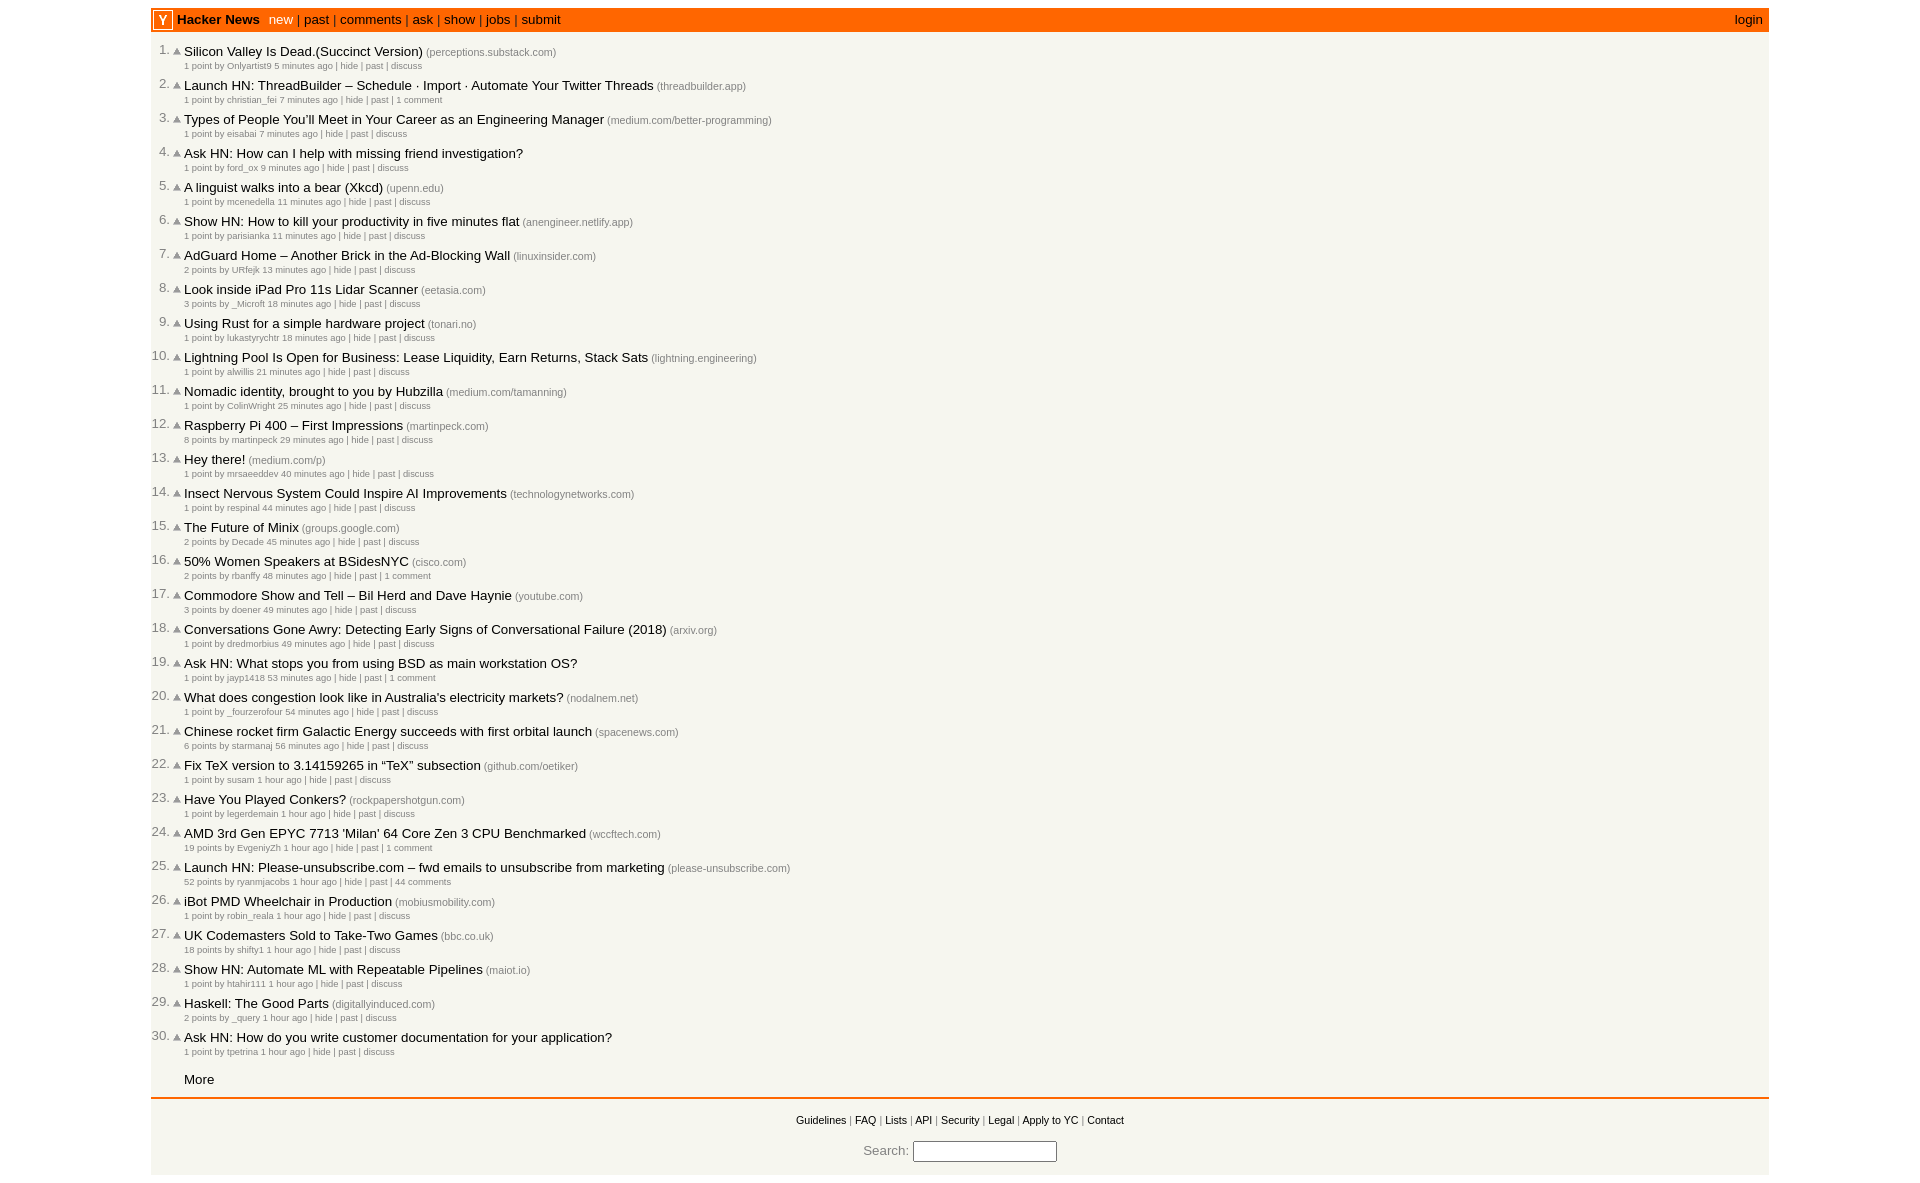 Y Hacker News new | past | comments | ask | show | jobs | submit login
1. Silicon Valley Is Dead.(Succinct Version) (perceptions.substack.com)
1 point by Onlyartist9 5 minutes ago | hide | past | discuss
2. Launch HN: ThreadBuilder – Schedule · Import · Automate Your Twitter Threads (threadbuilder.app)
1 point by christian_fei 7 minutes ago | hide | past | 1 comment
3. Types of People You’ll Meet in Your Career as an Engineering Manager (medium.com/better-programming)
1 point by eisabai 7 minutes ago | hide | past | discuss
4. Ask HN: How can I help with missing friend investigation?
1 point by ford_ox 9 minutes ago | hide | past | discuss
5. A linguist walks into a bear (Xkcd) (upenn.edu)
1 point by mcenedella 11 minutes ago | hide | past | discuss
6. Show HN: How to kill your productivity in five minutes flat (anengineer.netlify.app)
1 point by parisianka 11 minutes ago | hide | past | discuss
7. AdGuard Home – Another Brick in the Ad-Blocking Wall (linuxinsider.com)
2 points by URfejk 13 minutes ago | hide | past | discuss
8. Look inside iPad Pro 11s Lidar Scanner (eetasia.com)
3 points by _Microft 18 minutes ago | hide | past | discuss
9. Using Rust for a simple hardware project (tonari.no)
1 point by lukastyrychtr 18 minutes ago | hide | past | discuss
10. Lightning Pool Is Open for Business: Lease Liquidity, Earn Returns, Stack Sats (lightning.engineering)
1 point by alwillis 21 minutes ago | hide | past | discuss
11. Nomadic identity, brought to you by Hubzilla (medium.com/tamanning)
1 point by ColinWright 25 minutes ago | hide | past | discuss
12. Raspberry Pi 400 – First Impressions (martinpeck.com)
8 points by martinpeck 29 minutes ago | hide | past | discuss
13. Hey there! (medium.com/p)
1 point by mrsaeeddev 40 minutes ago | hide | past | discuss
14. Insect Nervous System Could Inspire AI Improvements (technologynetworks.com)
1 point by respinal 44 minutes ago | hide | past | discuss
15. The Future of Minix (groups.google.com)
2 points by Decade 45 minutes ago | hide | past | discuss
16. 50% Women Speakers at BSidesNYC (cisco.com)
2 points by rbanffy 48 minutes ago | hide | past | 1 comment
17. Commodore Show and Tell – Bil Herd and Dave Haynie (youtube.com)
3 points by doener 49 minutes ago | hide | past | discuss
18. Conversations Gone Awry: Detecting Early Signs of Conversational Failure (2018) (arxiv.org)
1 point by dredmorbius 49 minutes ago | hide | past | discuss
19. Ask HN: What stops you from using BSD as main workstation OS?
1 point by jayp1418 53 minutes ago | hide | past | 1 comment
20. What does congestion look like in Australia's electricity markets? (nodalnem.net)
1 point by _fourzerofour 54 minutes ago | hide | past | discuss
21. Chinese rocket firm Galactic Energy succeeds with first orbital launch (spacenews.com)
6 points by starmanaj 56 minutes ago | hide | past | discuss
22. Fix TeX version to 3.14159265 in “TeX” subsection (github.com/oetiker)
1 point by susam 1 hour ago | hide | past | discuss
23. Have You Played Conkers? (rockpapershotgun.com)
1 point by legerdemain 1 hour ago | hide | past | discuss
24. AMD 3rd Gen EPYC 7713 'Milan' 64 Core Zen 3 CPU Benchmarked (wccftech.com)
19 points by EvgeniyZh 1 hour ago | hide | past | 1 comment
25. Launch HN: Please-unsubscribe.com – fwd emails to unsubscribe from marketing (please-unsubscribe.com)
52 points by ryanmjacobs 1 hour ago | hide | past | 44 comments
26. iBot PMD Wheelchair in Production (mobiusmobility.com)
1 point by robin_reala 1 hour ago | hide | past | discuss
27. UK Codemasters Sold to Take-Two Games (bbc.co.uk)
18 points by shifty1 1 hour ago | hide | past | discuss
28. Show HN: Automate ML with Repeatable Pipelines (maiot.io)
1 point by htahir111 1 hour ago | hide | past | discuss
29. Haskell: The Good Parts (digitallyinduced.com)
2 points by _query 1 hour ago | hide | past | discuss
30. Ask HN: How do you write customer documentation for your application?
1 point by tpetrina 1 hour ago | hide | past | discuss
More
Guidelines | FAQ | Lists | API | Security | Legal | Apply to YC | Contact
Search: